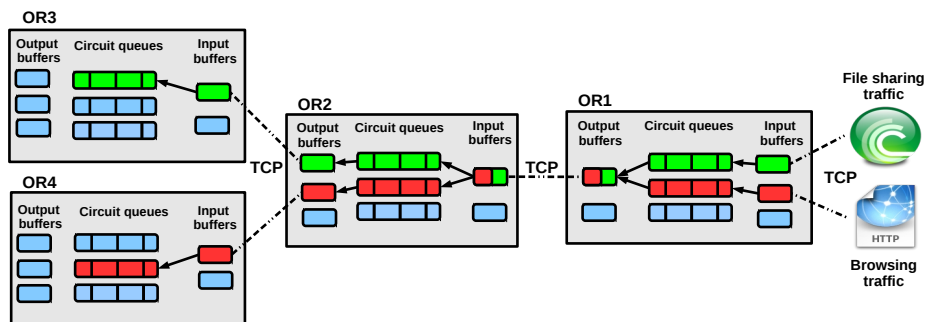 OR3
Output
buffers
Circuit queues
Input
buffers
OR4
Output
buffers
Circuit queues
Input
buffers
TCP
OR2
Output
buffers
Circuit queues
Input
buffers
TCP
OR1
Output
buffers
Circuit queues
Input
buffers
TCP
File sharing
traffic
HTTP
Browsing
traffic